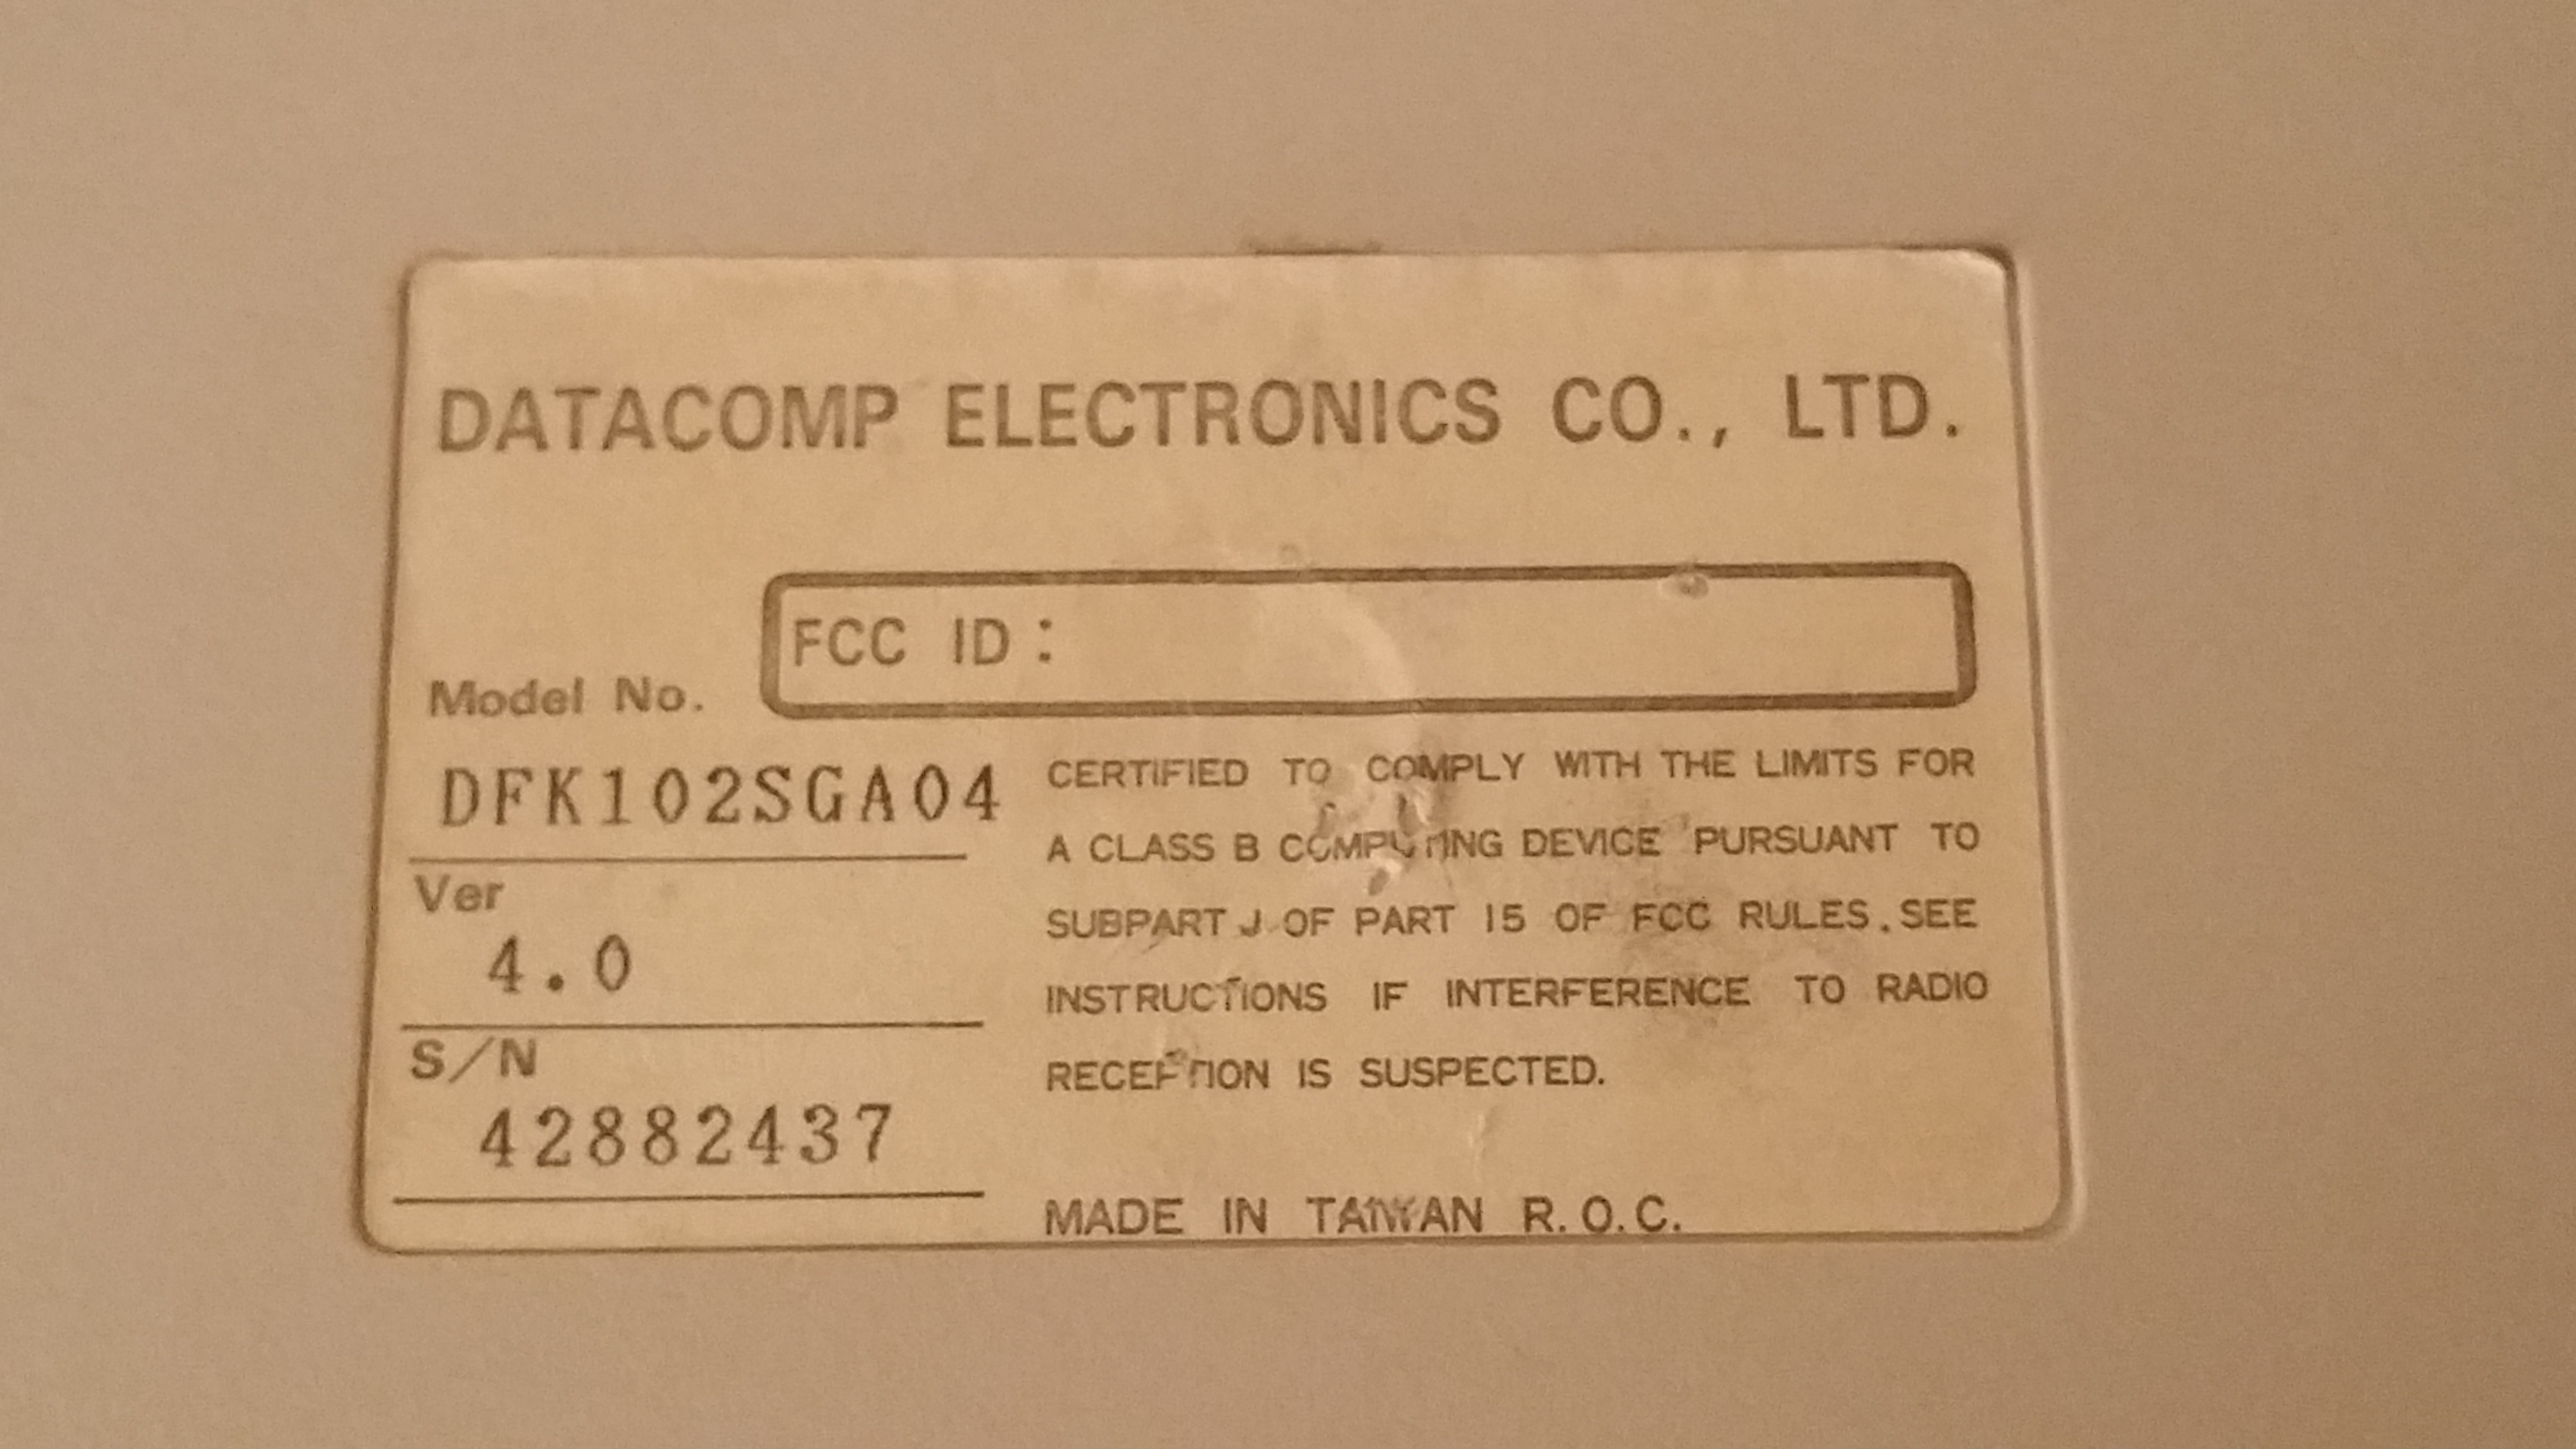 DATACOMP ELECTRONICS CO., LTD.
FCC ID:
Model No.
DFK102SGA04
Ver
4.0
S/N
42882437
CERTIFIED TO COMPLY WITH THE LIMITS FOR
A CLASS B COMPUTING DEVICE PURSUANT TO
SUBPART J OF PART 15 OF FCC RULES. SEE
INSTRUCTIONS IF INTERFERENCE TO RADIO
RECEPTION IS SUSPECTED.
MADE IN TAIWAN R.O.C.